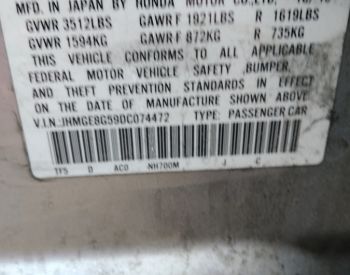 MFD. IN JAPAN BY HONDA MOTOR CO., LTD.
GVWR 3512LBS GAWR F 1921LBS R 1619LBS
GVWR 1594KG GAWR F 872KG R 735KG
THIS VEHICLE CONFORMS TO ALL APPLICABLE
FEDERAL MOTOR VEHICLE SAFETY, BUMPER,
AND THEFT PREVENTION STANDARDS IN EFFECT
ON THE DATE OF MANUFACTURE SHOWN ABOVE
V.I.N: JHMGE8G59DC074472 TYPE: PASSENGER CAR
TF5 D AC0 NH700M J C